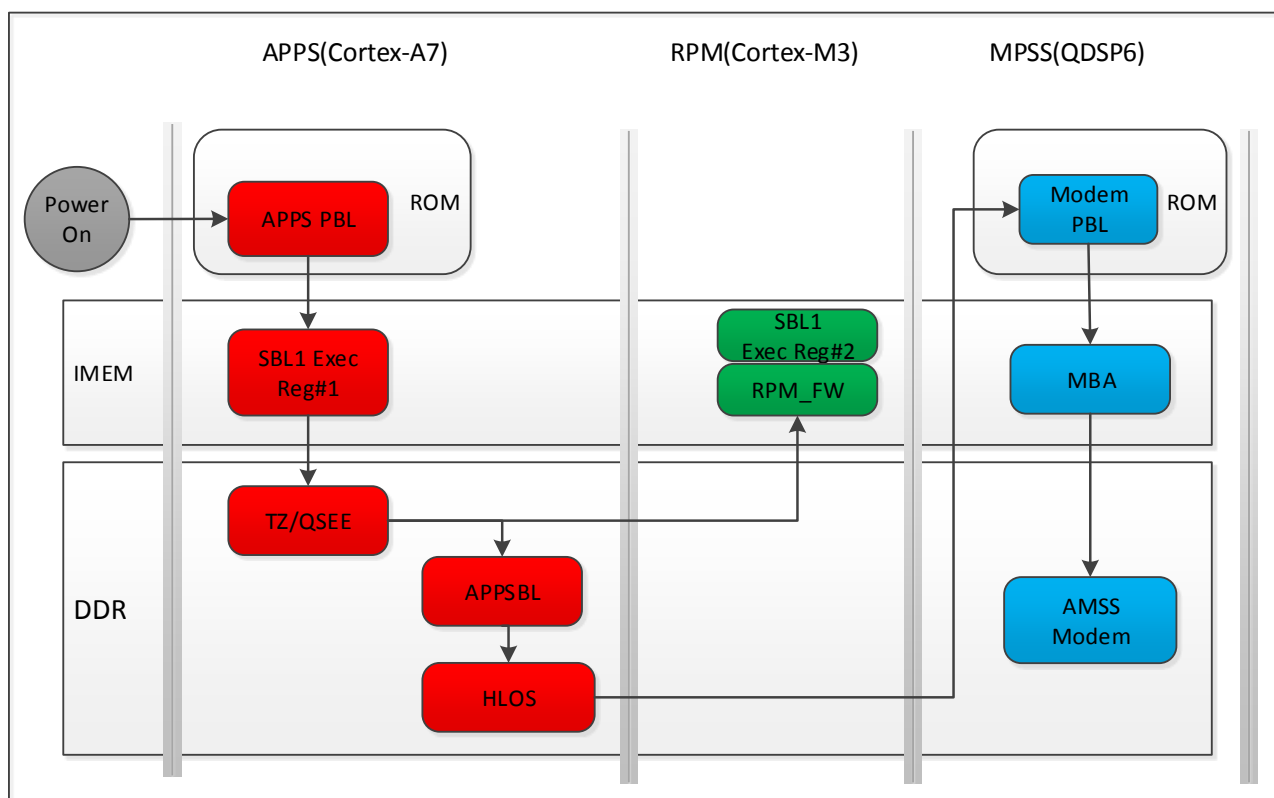 APPS(Cortex-A7)
RPM(Cortex-M3)
MPSS(QDSP6)
Power
On
APPS PBL
ROM
Modem
PBL
ROM
IMEM
SBL1 Exec
Reg#1
SBL1
Exec Reg#2
RPM_FW
MBA
DDR
TZ/QSEE
APPSBL
HLOS
AMSS
Modem